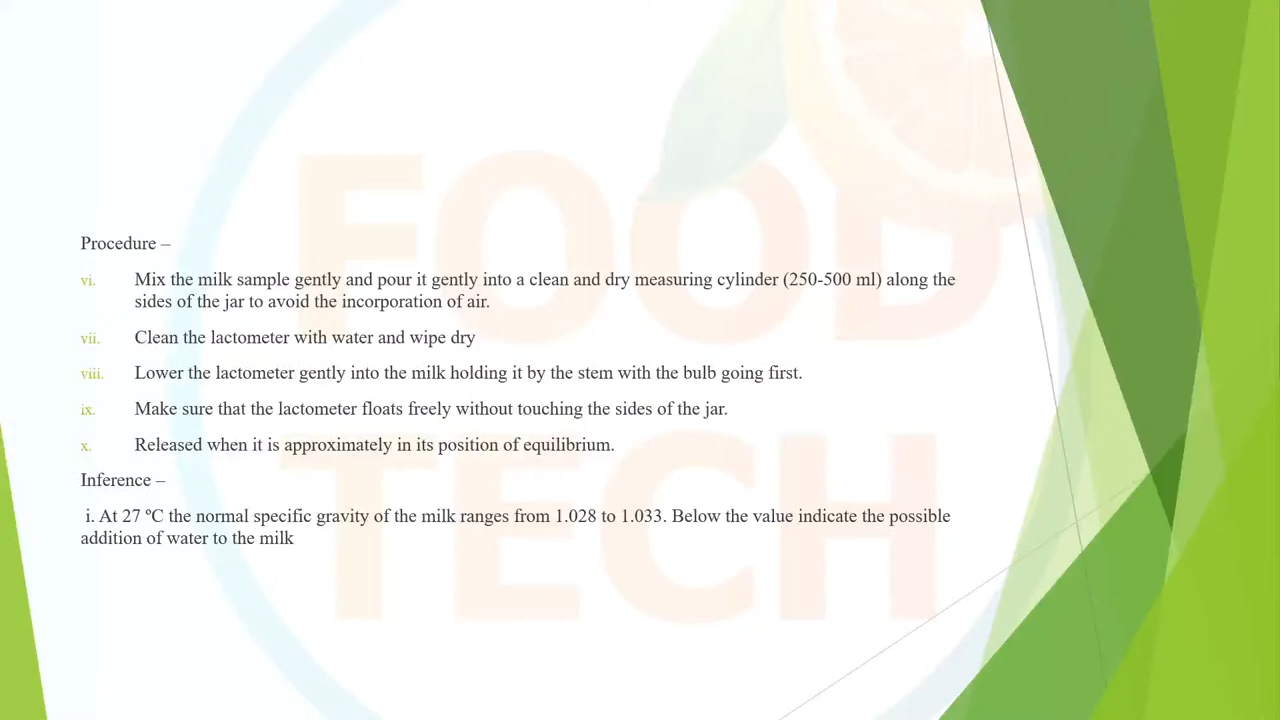 FOOD
TECH
Procedure –
vi. Mix the milk sample gently and pour it gently into a clean and dry measuring cylinder (250-500 ml) along the
sides of the jar to avoid the incorporation of air.
vii. Clean the lactometer with water and wipe dry
viii. Lower the lactometer gently into the milk holding it by the stem with the bulb going first.
ix. Make sure that the lactometer floats freely without touching the sides of the jar.
x. Released when it is approximately in its position of equilibrium.
Inference –
i. At 27 ºC the normal specific gravity of the milk ranges from 1.028 to 1.033. Below the value indicate the possible
addition of water to the milk